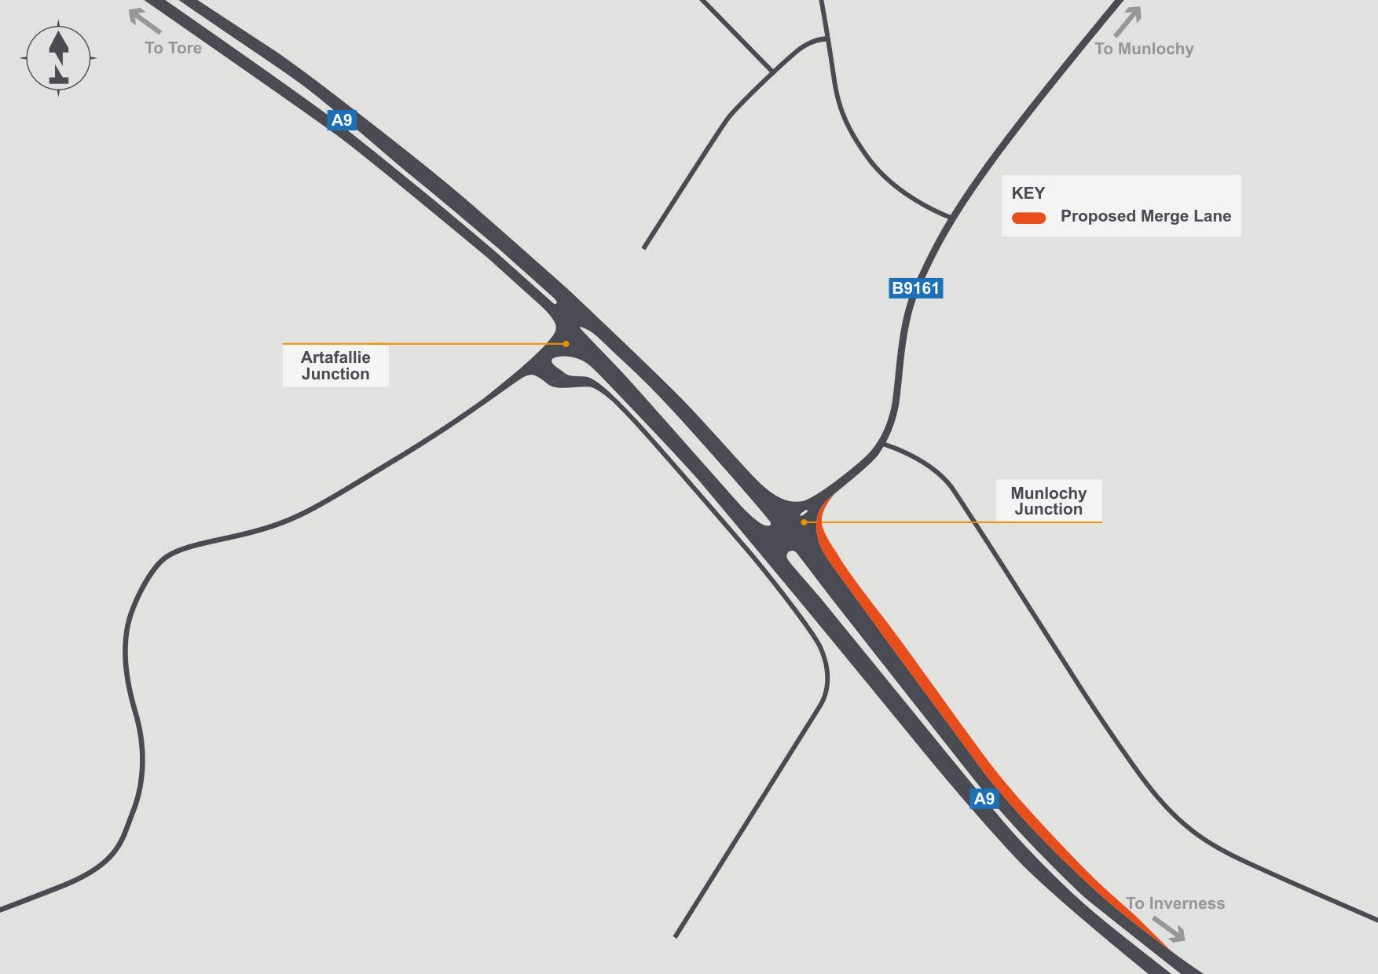 To Tore
To Munlochy
A9
KEY
Proposed Merge Lane
B9161
Artafallie
Junction
Munlochy
Junction
A9
To Inverness